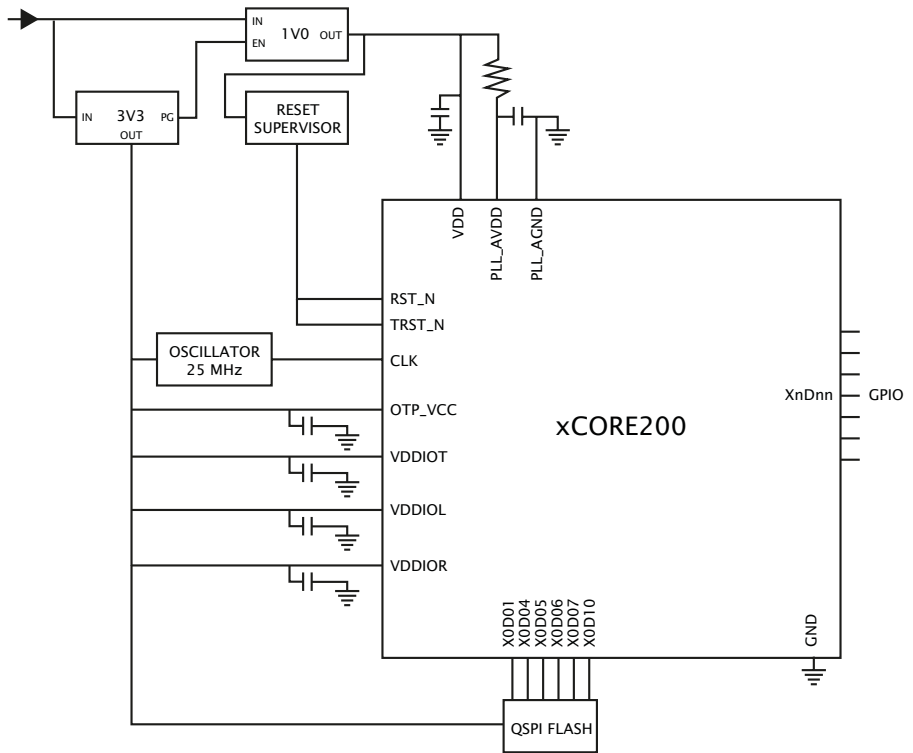 IN
1V0
OUT
EN
IN
3V3
PG
OUT
RESET
SUPERVISOR
VDD
PLL_AVDD
PLL_AGND
RST_N
TRST_N
OSCILLATOR
25 MHz
CLK
XnDnn
GPIO
OTP_VCC
xCORE200
VDDIOT
VDDIOL
VDDIOR
X0D01
X0D04
X0D05
X0D06
X0D07
X0D10
GND
QSPI FLASH